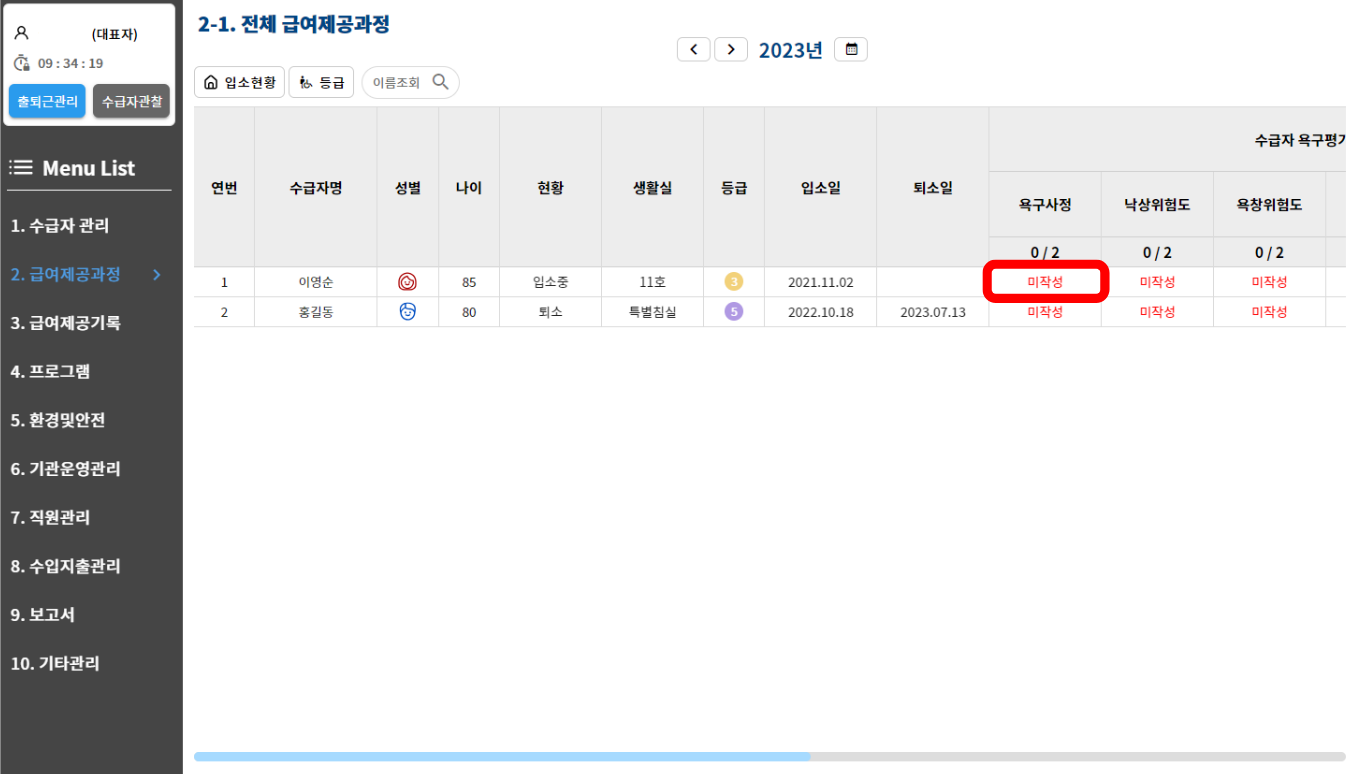 (대표자)
09 : 34 : 19
출퇴근관리 수급자관찰
Menu List
1. 수급자 관리
2. 급여제공과정
3. 급여제공기록
4. 프로그램
5. 환경및안전
6. 기관운영관리
7. 직원관리
8. 수입지출관리
9. 보고서
10. 기타관리
2-1. 전체 급여제공과정
2023년
입소현황 등급 이름조회
수급자 욕구평가
연번 수급자명 성별 나이 현황 생활실 등급 입소일 퇴소일 욕구사정 낙상위험도 욕창위험도
0 / 2 0 / 2 0 / 2
1 이영순 85 입소중 11호 3 2021.11.02 미작성 미작성 미작성
2 홍길동 80 퇴소 특별침실 5 2022.10.18 2023.07.13 미작성 미작성 미작성